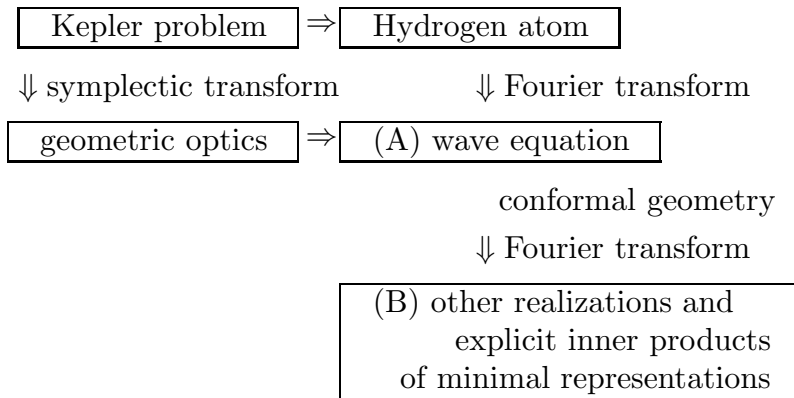 Kepler problem ⇒ Hydrogen atom
⇓ symplectic transform ⇓ Fourier transform
geometric optics ⇒ (A) wave equation
conformal geometry
⇓ Fourier transform
(B) other realizations and
explicit inner products
of minimal representations